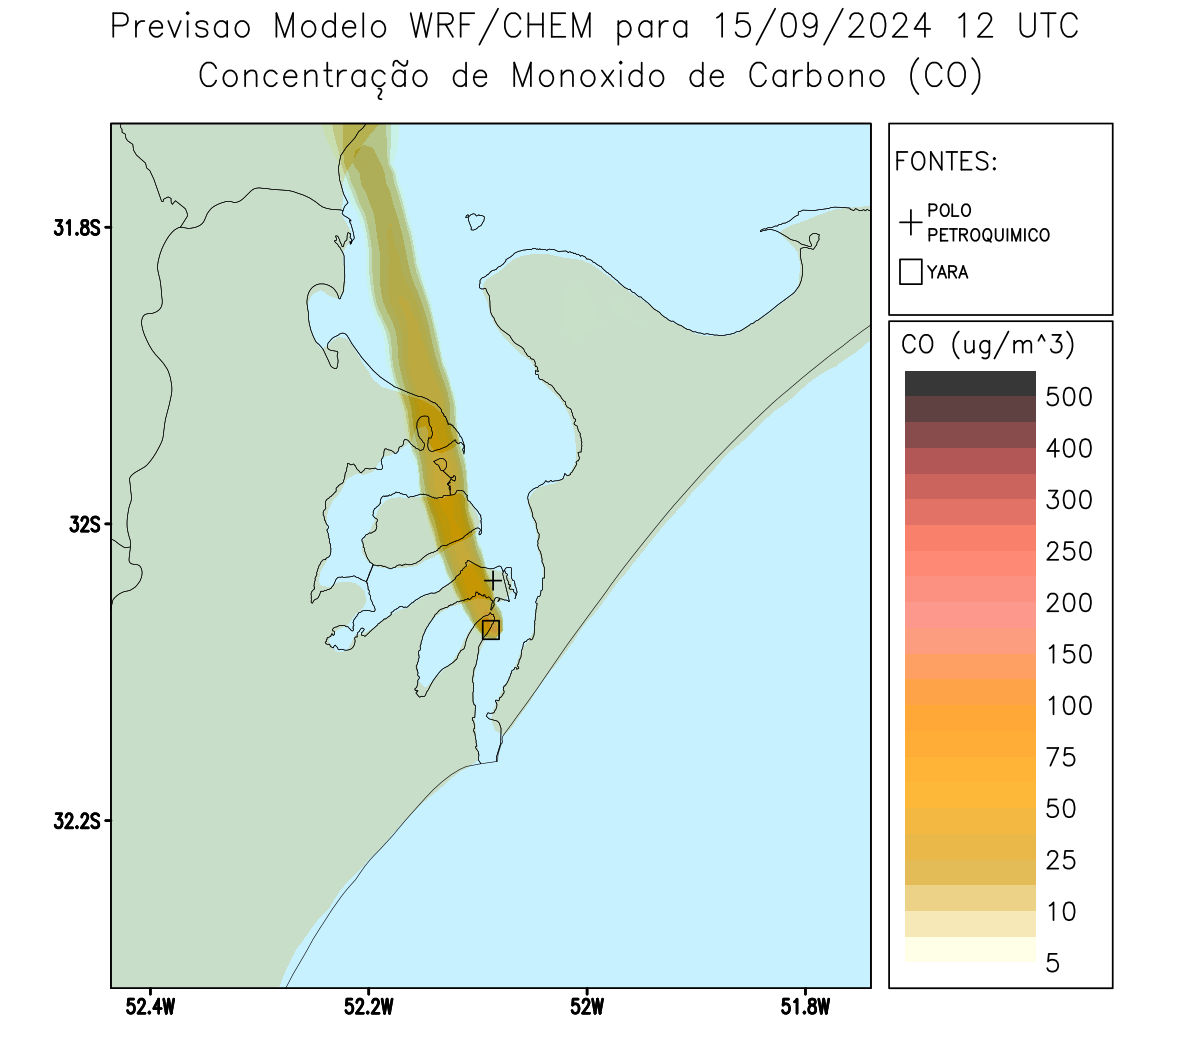 Previsao Modelo WRF/CHEM para 15/09/2024 12 UTC
Concentração de Monoxido de Carbono (CO)
FONTES:
POLO
PETROQUIMICO
YARA
CO (ug/m^3)
500
400
300
250
200
150
100
75
50
25
10
5
31.8S
32S
32.2S
52.4W
52.2W
52W
51.8W